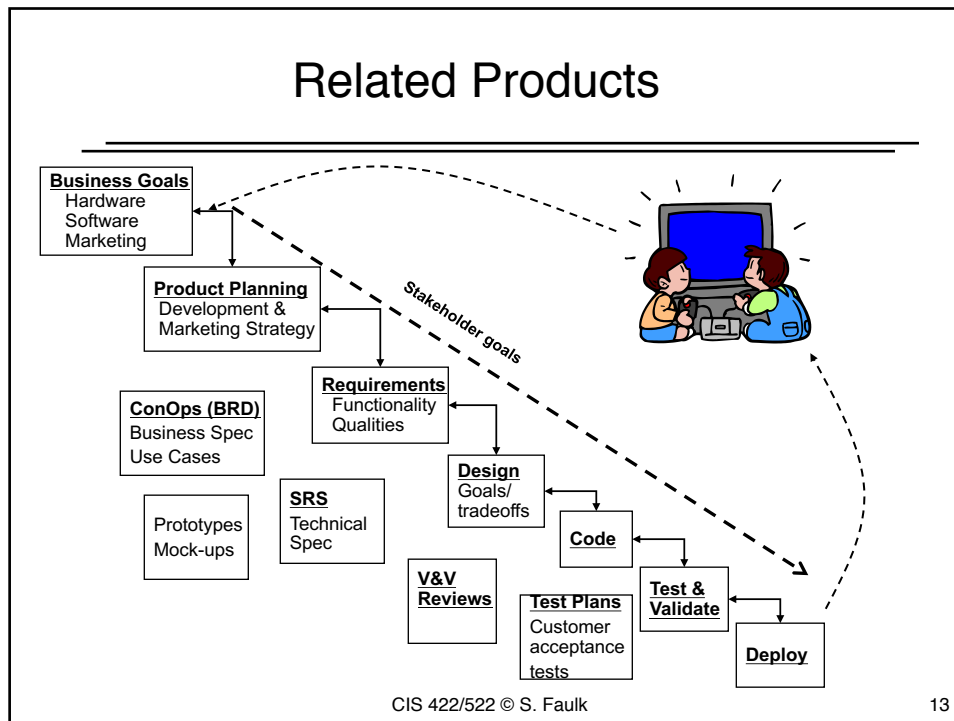 Related Products
Business Goals
Hardware
Software
Marketing
Product Planning
Development &
Marketing Strategy
Stakeholder goals
Requirements
Functionality
Qualities
ConOps (BRD)
Business Spec
Use Cases
Design
Goals/
tradeoffs
SRS
Technical
Spec
Prototypes
Mock-ups
Code
V&V
Reviews
Test &
Validate
Test Plans
Customer
acceptance
tests
Deploy
CIS 422/522 © S. Faulk
13